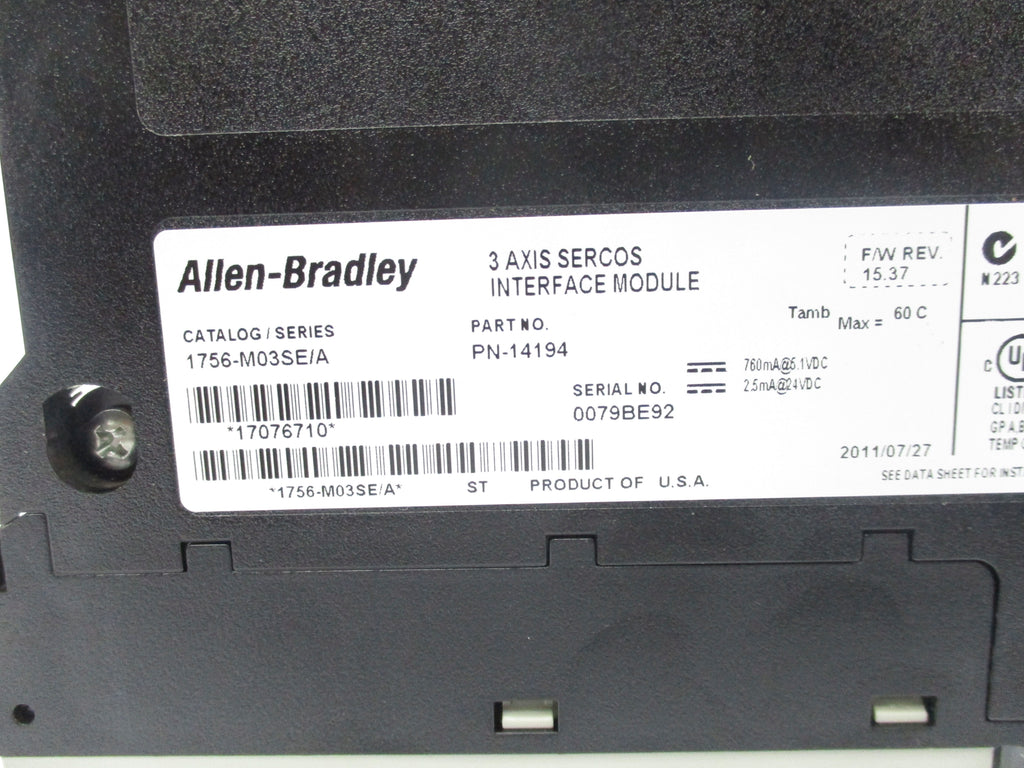 Allen-Bradley
3 AXIS SERCOS
INTERFACE MODULE
F/W REV.
15.37
N223
CATALOG / SERIES
1756-M03SE/A
PART NO.
PN-14194
Tamb Max = 60 C
760mA@5.1VDC
2.5mA@24VDC
SERIAL NO.
0079BE92
*17076710*
2011/07/27
*1756-M03SE/A* ST PRODUCT OF U.S.A.
SEE DATA SHEET FOR
C UL
TEMP